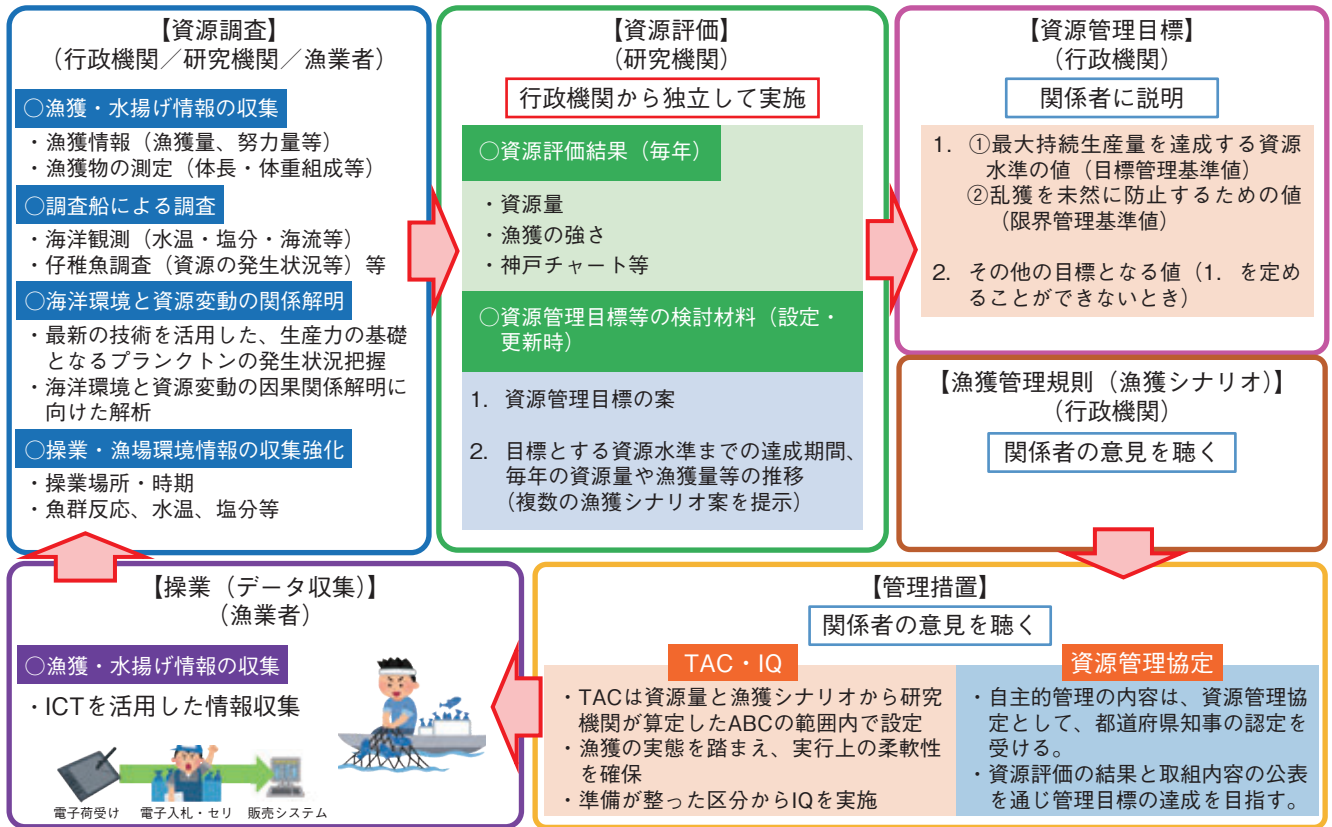 【資源調査】
（行政機関／研究機関／漁業者）
○漁獲・水揚げ情報の収集
・漁獲情報（漁獲量、努力量等）
・漁獲物の測定（体長・体重組成等）
○調査船による調査
・海洋観測（水温・塩分・海流等）
・仔稚魚調査（資源の発生状況等）等
○海洋環境と資源変動の関係解明
・最新の技術を活用した、生産力の基礎
となるプランクトンの発生状況把握
・海洋環境と資源変動の因果関係解明に
向けた解析
○操業・漁場環境情報の収集強化
・操業場所・時期
・魚群反応、水温、塩分等
【資源評価】
（研究機関）
行政機関から独立して実施
○資源評価結果（毎年）
・資源量
・漁獲の強さ
・神戸チャート等
○資源管理目標等の検討材料（設定・
更新時）
1. 資源管理目標の案
2. 目標とする資源水準までの達成期間、
毎年の資源量や漁獲量等の推移
（複数の漁獲シナリオ案を提示）
【資源管理目標】
（行政機関）
関係者に説明
1. ①最大持続生産量を達成する資源
水準の値（目標管理基準値）
②乱獲を未然に防止するための値
（限界管理基準値）
2. その他の目標となる値（1. を定め
ることができないとき）
【漁獲管理規則（漁獲シナリオ）】
（行政機関）
関係者の意見を聴く
【管理措置】
関係者の意見を聴く
TAC・IQ
・TACは資源量と漁獲シナリオから研究
機関が算定したABCの範囲内で設定
・漁獲の実態を踏まえ、実行上の柔軟性
を確保
・準備が整った区分からIQを実施
資源管理協定
・自主的管理の内容は、資源管理協
定として、都道府県知事の認定を
受ける。
・資源評価の結果と取組内容の公表
を通じ管理目標の達成を目指す。
【操業（データ収集）】
（漁業者）
○漁獲・水揚げ情報の収集
・ICTを活用した情報収集
電子荷受け 電子入札・セリ 販売システム